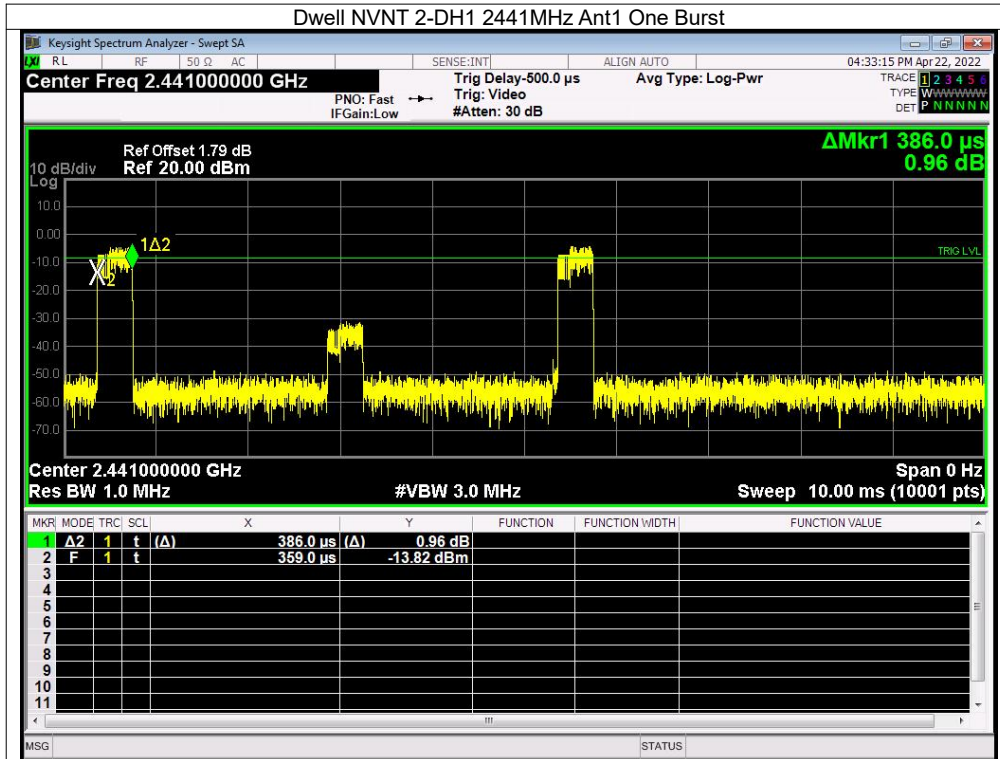 Dwell NVNT 2-DH1 2441MHz Ant1 One Burst
Keysight Spectrum Analyzer - Swept SA
LXI RL RF 50 Ω AC SENSE:INT ALIGN AUTO 04:33:15 PM Apr 22, 2022
Center Freq 2.441000000 GHz Trig Delay-500.0 µs Avg Type: Log-Pwr TRACE 1 2 3 4 5 6
PNO: Fast Trig: Video TYPE WWWWWWW
IFGain:Low #Atten: 30 dB DET P N N N N N
ΔMkr1 386.0 µs
0.96 dB
Ref Offset 1.79 dB
10 dB/div Ref 20.00 dBm
Log
10.0
0.00
1Δ2
TRIG LVL
-10.0
2
-20.0
-30.0
-40.0
-50.0
-60.0
-70.0
Center 2.441000000 GHz Span 0 Hz
Res BW 1.0 MHz #VBW 3.0 MHz Sweep 10.00 ms (10001 pts)
MKR MODE TRC SCL X Y FUNCTION FUNCTION WIDTH FUNCTION VALUE
1 Δ2 1 t (Δ) 386.0 µs (Δ) 0.96 dB
2 F 1 t 359.0 µs -13.82 dBm
3
4
5
6
7
8
9
10
11
MSG STATUS